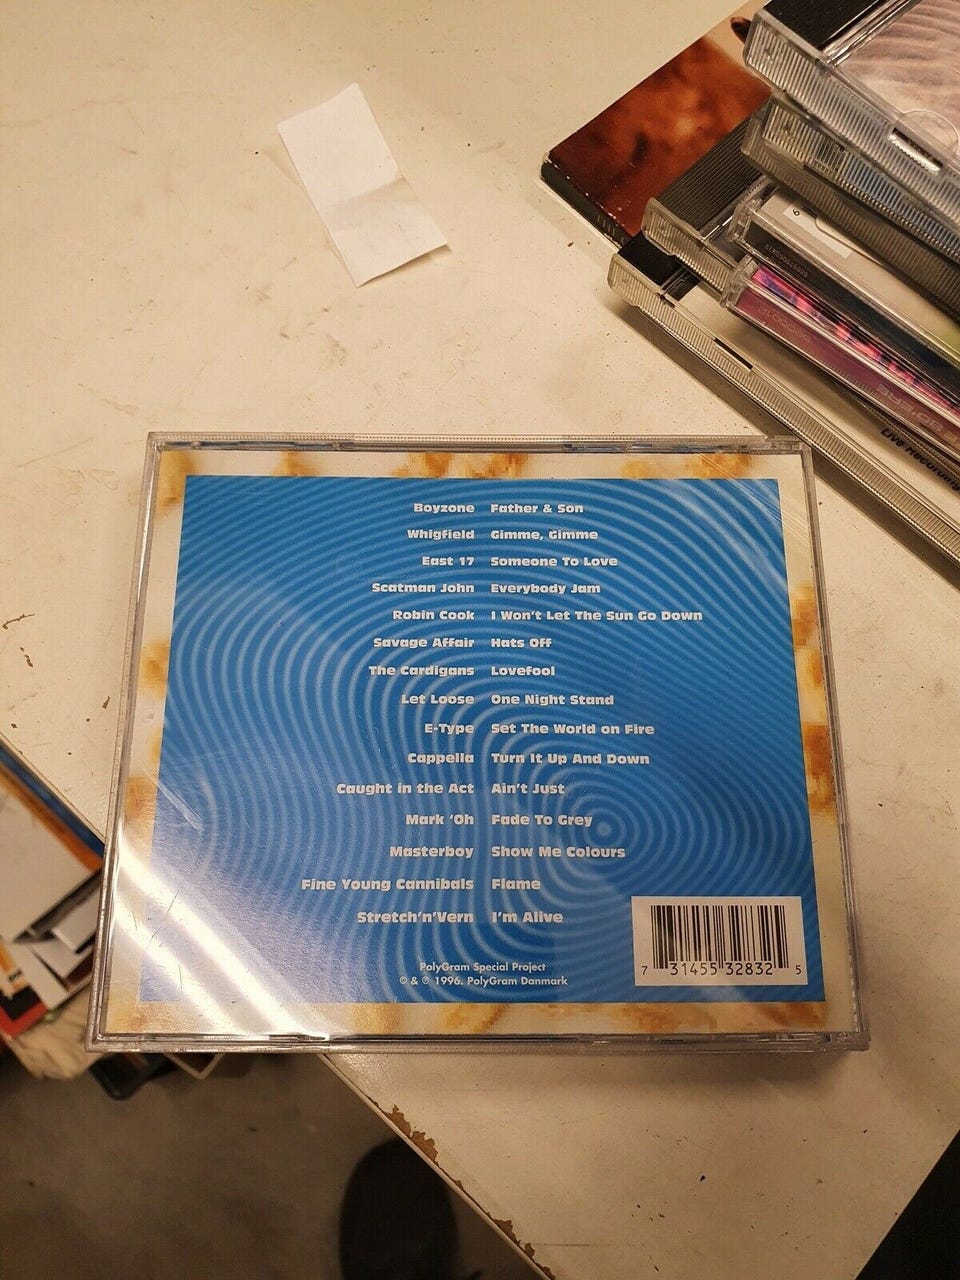 Boyzone Father & Son
Whigfield Gimme, Gimme
East 17 Someone To Love
Scatman John Everybody Jam
Robin Cook I Won't Let The Sun Go Down
Savage Affair Hats Off
The Cardigans Lovefool
Let Loose One Night Stand
E-Type Set The World on Fire
Cappella Turn It Up And Down
Caught in the Act Ain't Just
Mark 'Oh Fade To Grey
Masterboy Show Me Colours
Fine Young Cannibals Flame
Stretch'n'Vern I'm Alive
PolyGram Special Project
© & ℗ 1996. PolyGram Danmark
7 31455 32832 5
Live Recording